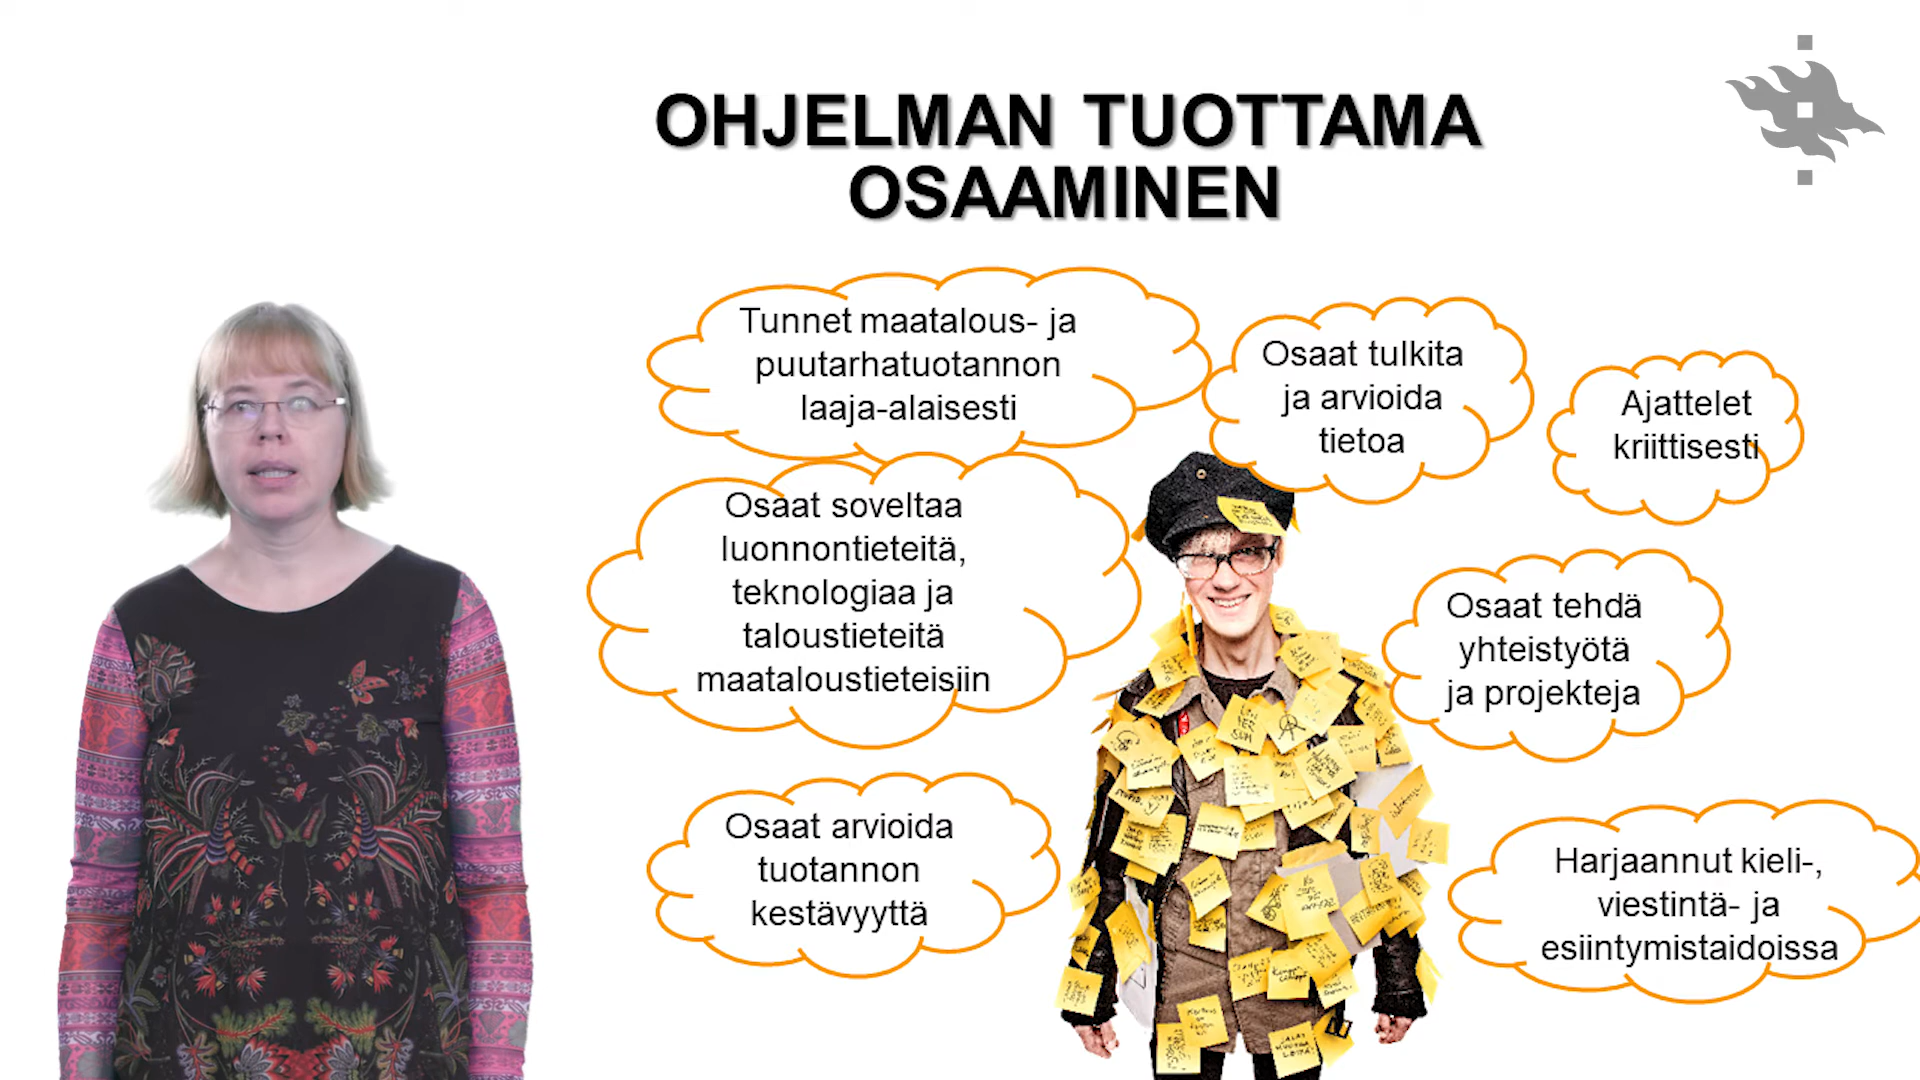 OHJELMAN TUOTTAMA
OSAAMINEN
Tunnet maatalous- ja
puutarhatuotannon
laaja-alaisesti
Osaat tulkita
ja arvioida
tietoa
Ajattelet
kriittisesti
Osaat soveltaa
luonnontieteitä,
teknologiaa ja
taloustieteitä
maataloustieteisiin
Osaat tehdä
yhteistyötä
ja projekteja
Osaat arvioida
tuotannon
kestävyyttä
Harjaannut kieli-,
viestintä- ja
esiintymistaidoissa